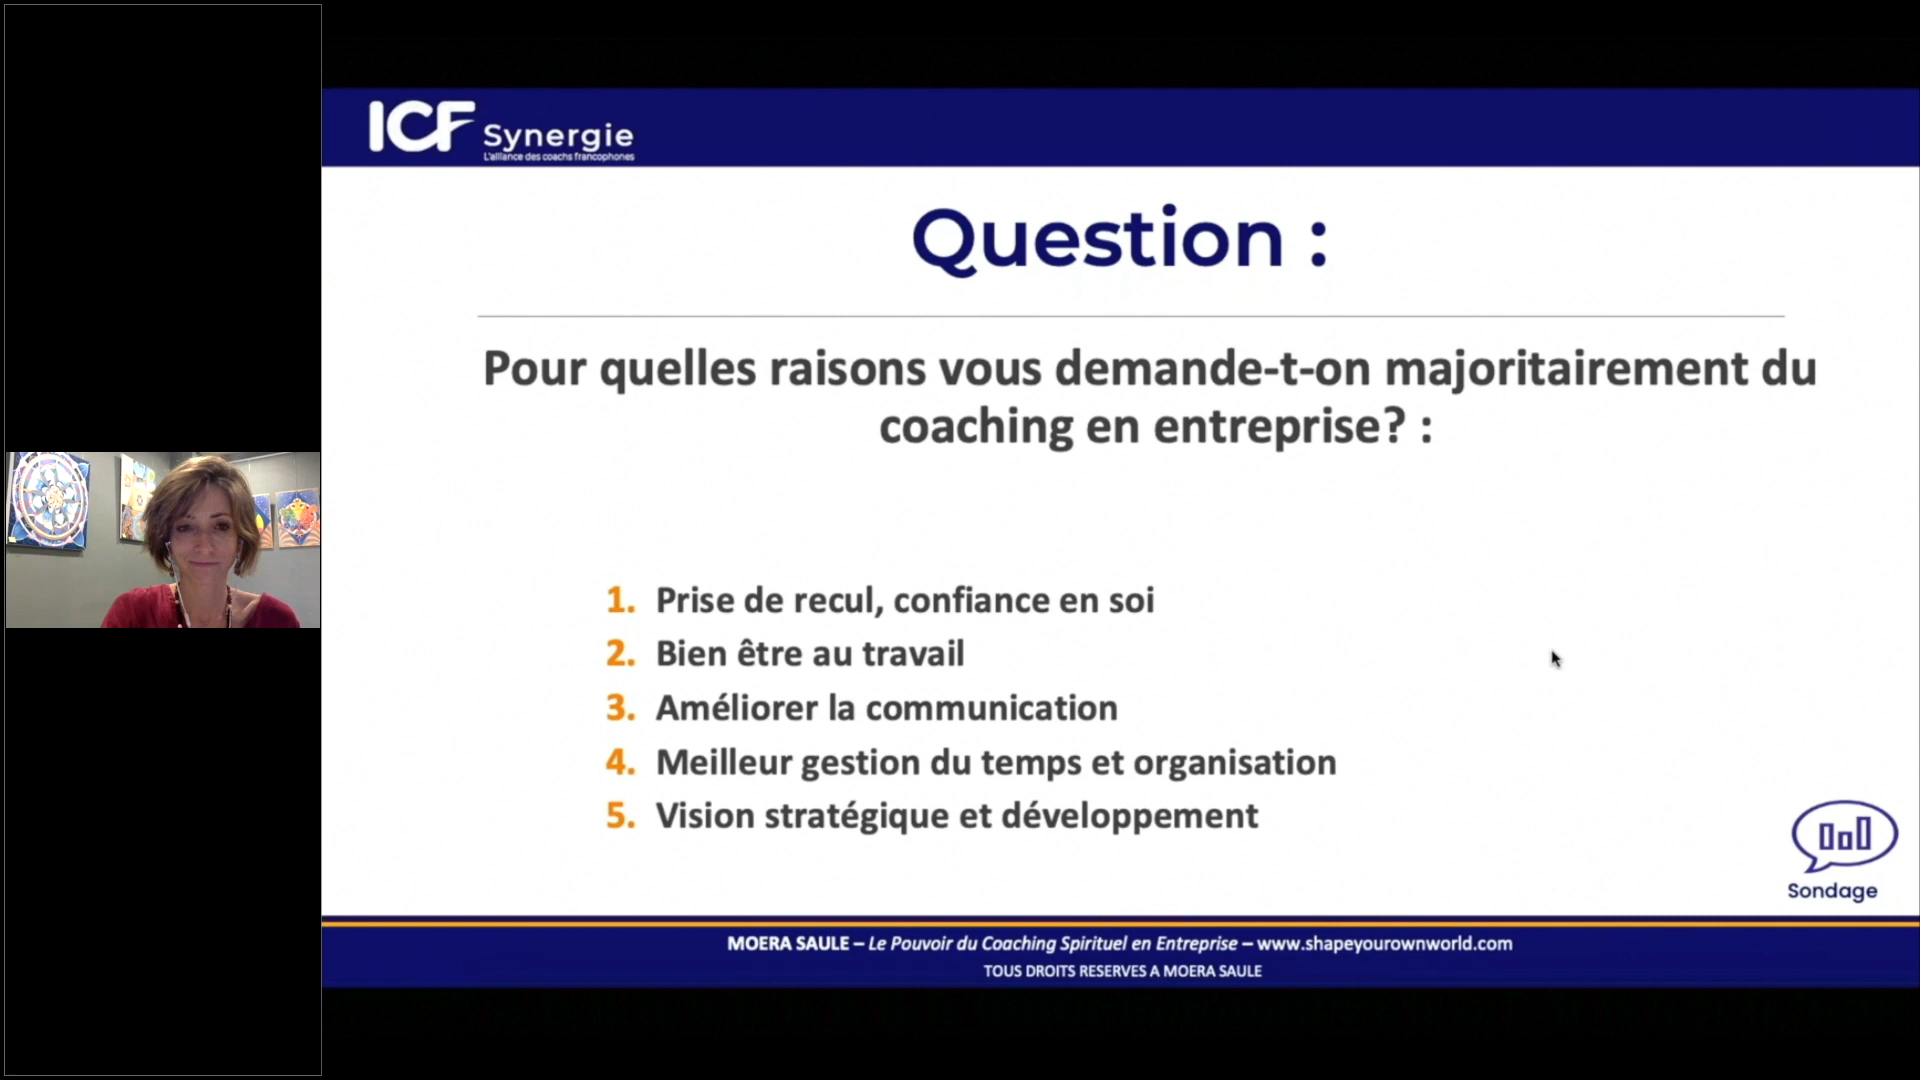 ICF Synergie
L'alliance des coachs francophones
Question :
Pour quelles raisons vous demande-t-on majoritairement du
coaching en entreprise? :
1. Prise de recul, confiance en soi
2. Bien être au travail
3. Améliorer la communication
4. Meilleur gestion du temps et organisation
5. Vision stratégique et développement
Sondage
MOERA SAULE – Le Pouvoir du Coaching Spirituel en Entreprise – www.shapeyourownworld.com
TOUS DROITS RESERVES A MOERA SAULE